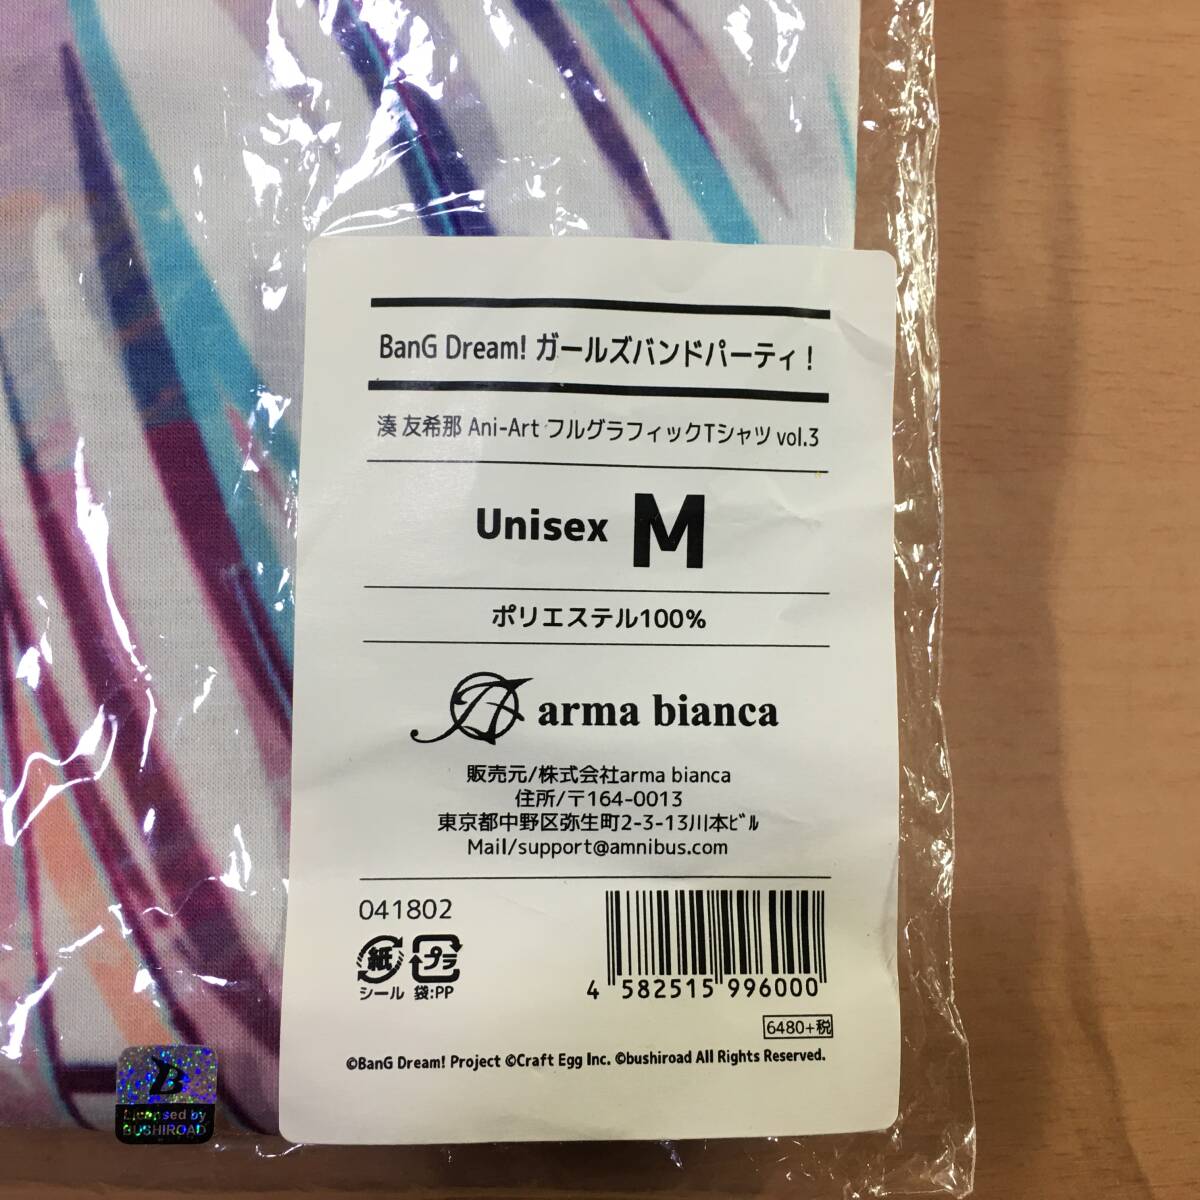 BanG Dream! ガールズバンドパーティ！
湊 友希那 Ani-Art フルグラフィックTシャツ vol.3
Unisex M
ポリエステル100%
arma bianca
販売元/株式会社arma bianca
住所/〒164-0013
東京都中野区弥生町2-3-13川本ﾋﾞﾙ
Mail/support@amnibus.com
041802
紙 プラ
シール 袋:PP
4 582515 996000
6480+税
©BanG Dream! Project ©Craft Egg Inc. ©bushiroad All Rights Reserved.
B
Licensed by
BUSHIROAD